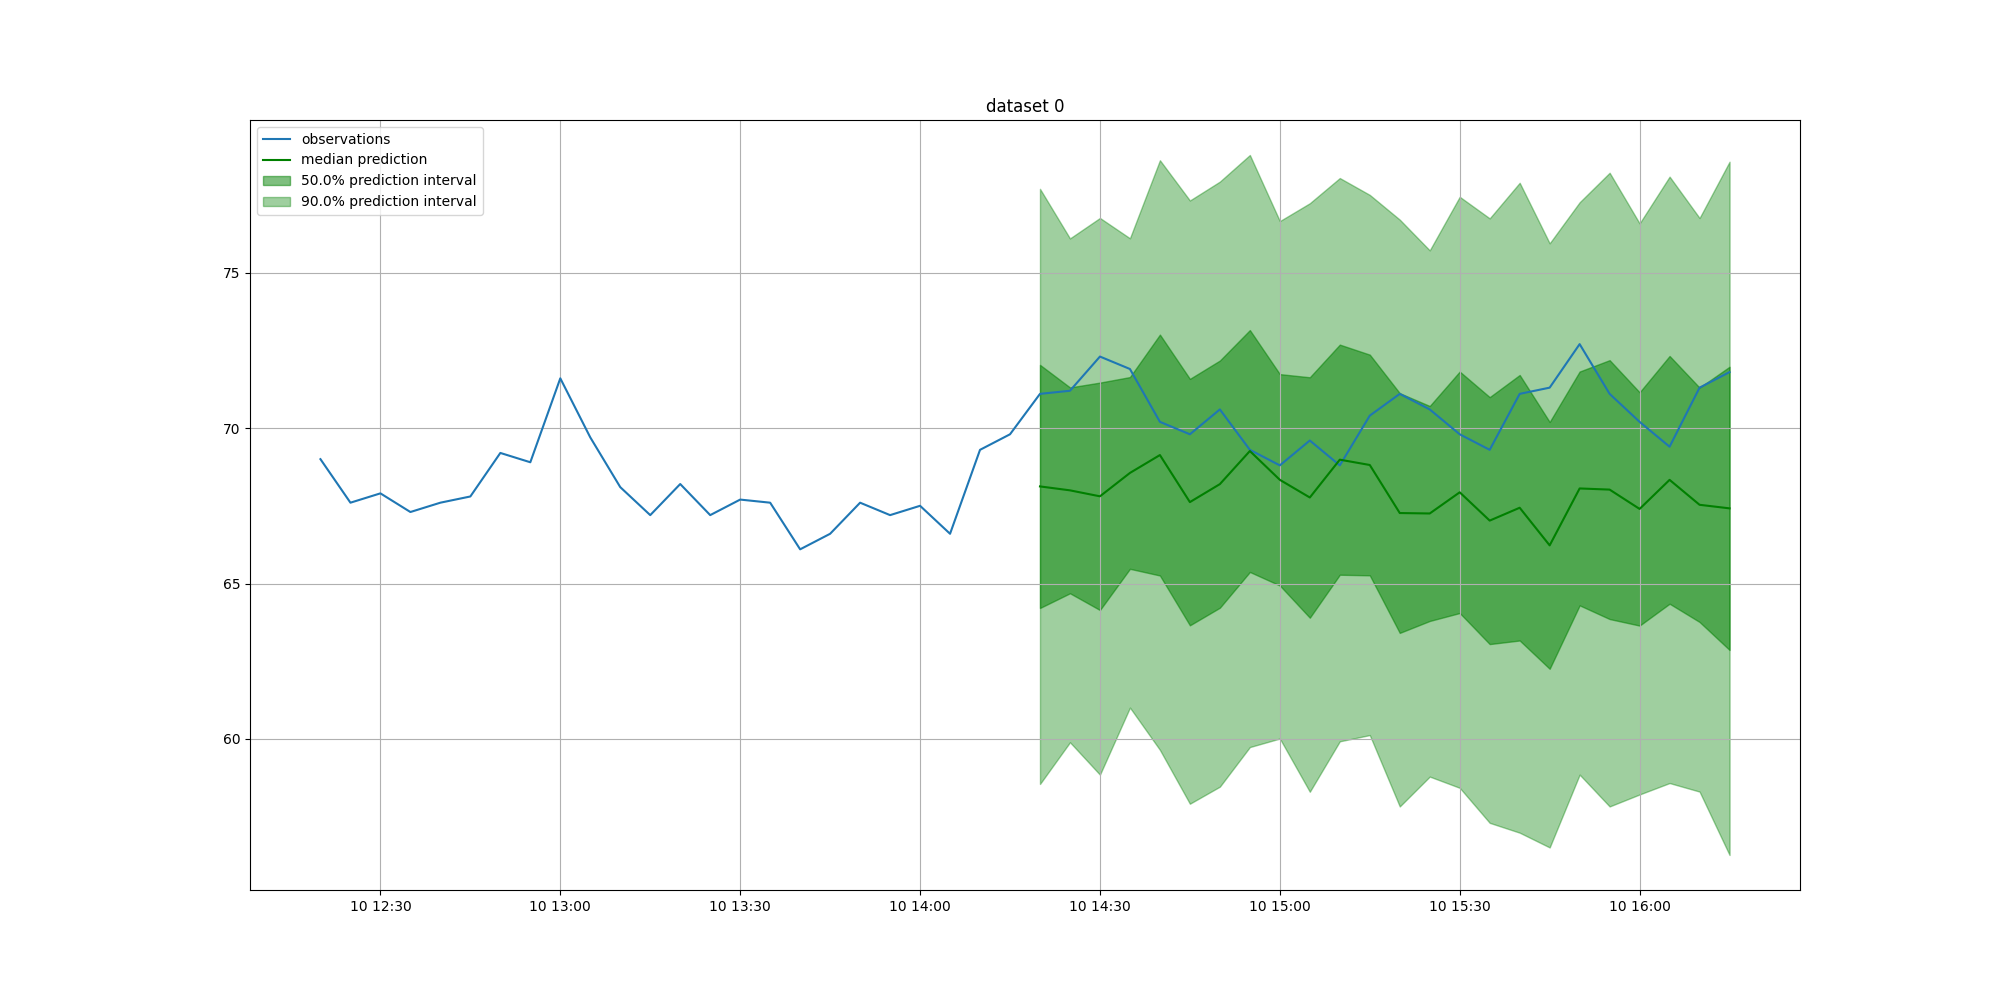 dataset 0
observations
median prediction
50.0% prediction interval
90.0% prediction interval
75
70
65
60
10 12:30
10 13:00
10 13:30
10 14:00
10 14:30
10 15:00
10 15:30
10 16:00